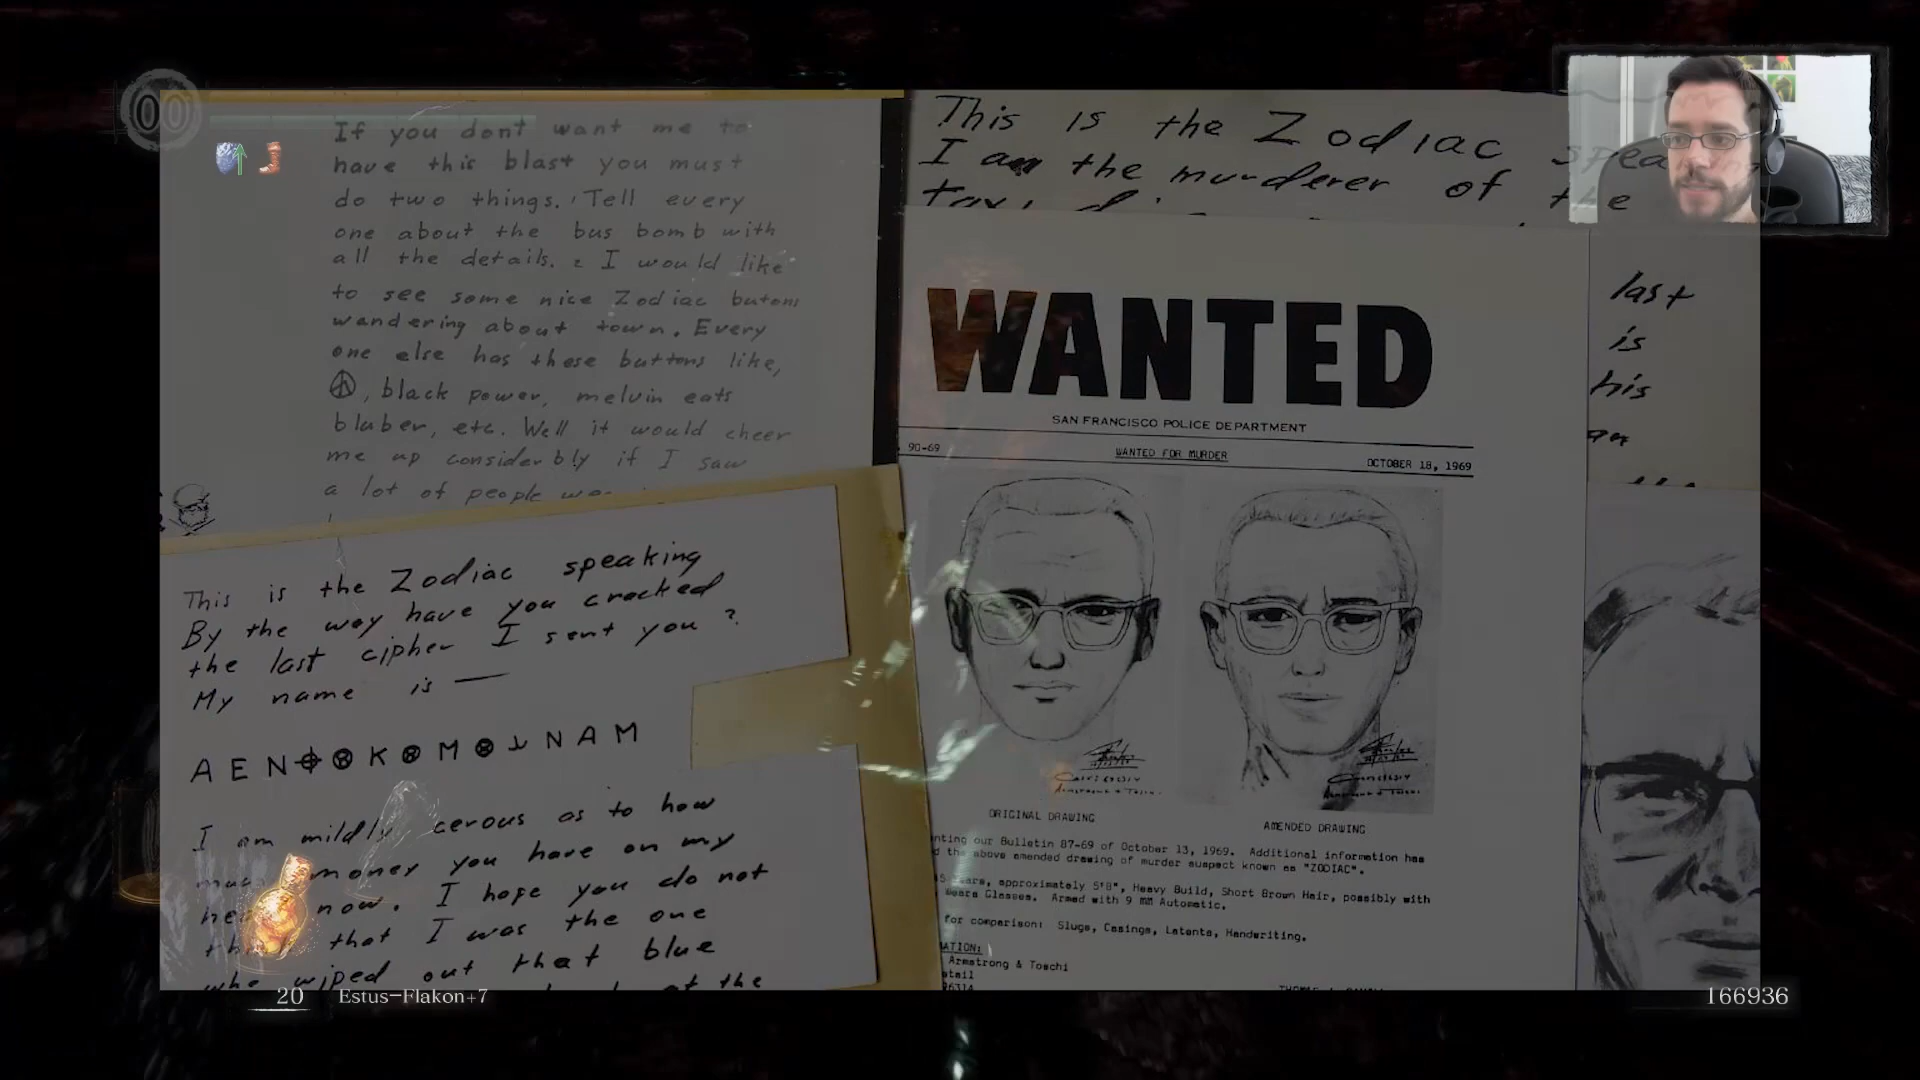 00
If you dont want me to
have this blast you must
do two things. Tell every
one about the bus bomb with
all the details. 2 I would like
to see some nice Zodiac butons
wandering about town. Every
one else has these buttons like,
☮, black power, melvin eats
bluber, etc. Well it would cheer
me up considerbly if I saw
a lot of people
This is the Zodiac speaking
By the way have you cracked
the last cipher I sent you ?
My name is —
A E N K M N A M
I am mildly cerous as to how
money you have on my
now. I hope you do not
that I was the one
who wiped out that blue
the
This is the Zodiac
I am the murderer of the
last
is
his
WANTED
SAN FRANCISCO POLICE DEPARTMENT
90-69 WANTED FOR MURDER OCTOBER 18, 1969
ORIGINAL DRAWING AMENDED DRAWING
nting our Bulletin 87-69 of October 13, 1969. Additional information has
the above amended drawing of murder suspect known as "ZODIAC".
approximately 5'8", Heavy Build, Short Brown Hair, possibly with
Wears Glasses. Armed with 9 MM Automatic.
for comparison: Slugs, Casings, Latents, Handwriting.
ATION:
Armstrong & Toschi
20 Estus-Flakon+7
166936